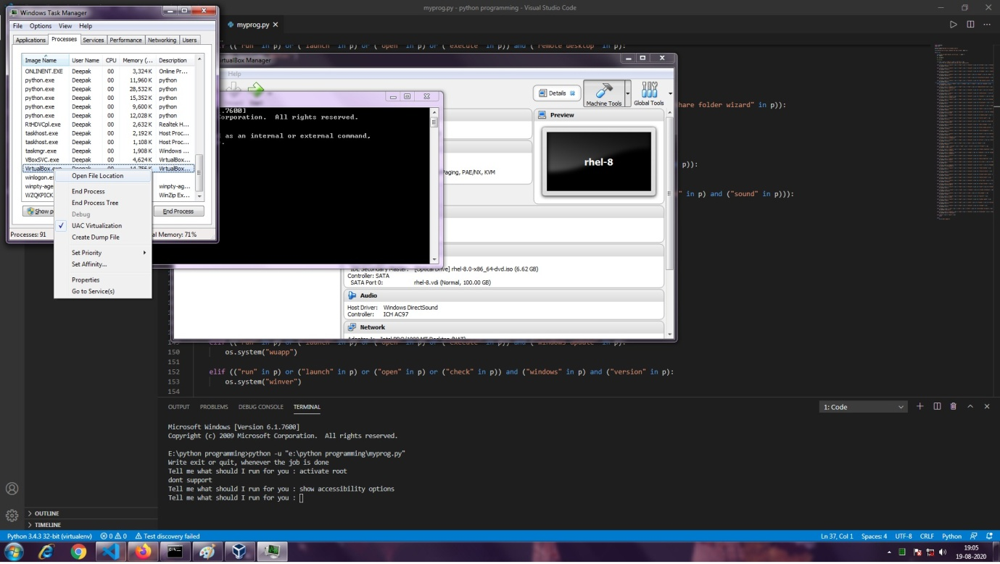 myprog.py - python programming - Visual Studio Code
Windows Task Manager
File Options View Help
Applications Processes Services Performance Networking Users
Image Name User Name CPU Memory (... Description
ONLINENT.EXE Deepak 00 3,324 K Online Pr...
python.exe Deepak 00 11,960 K python
python.exe Deepak 00 28,532 K python
python.exe Deepak 00 15,352 K python
python.exe Deepak 00 9,600 K python
python.exe Deepak 00 12,028 K python
RtHDVCpl.exe Deepak 00 2,632 K Realtek H...
taskhost.exe Deepak 00 2,192 K Host Proc...
taskhost.exe Deepak 00 1,108 K Host Proc...
taskmgr.exe Deepak 00 1,908 K Windows ...
VBoxSVC.exe Deepak 00 4,624 K VirtualBox...
VirtualBox.exe Deepak 00 14,756 K VirtualBox...
winlogon.ex
winpty-age winpty-ag...
WZQKPICK. WinZip Ex...
Show p End Process
Processes: 91 al Memory: 71%
Open File Location
End Process
End Process Tree
Debug
UAC Virtualization
Create Dump File
Set Priority
Set Affinity...
Properties
Go to Service(s)
myprog.py
(("run" in p) or ("launch" in p) or ("open" in p) or ("execute" in p)) and ("remote desktop" in p):
hare folder wizard" in p)):
p)):
" in p) and ("sound" in p))):
rtualBox Manager
Help
Details
Machine Tools
Global Tools
Preview
rhel-8
Paging, PAE/NX, KVM
.7600]
orporation. All rights reserved.
d as an internal or external command,
.
IDE Secondary Master: [Optical Drive] rhel-8.0-x86_64-dvd.iso (6.62 GB)
Controller: SATA
SATA Port 0: rhel-8.vdi (Normal, 100.00 GB)
Audio
Host Driver: Windows DirectSound
Controller: ICH AC97
Network
Adapter 1: Intel PRO/1000 MT Desktop (NAT)
149 elif (("run" in p) or ("launch" in p) or ("open" in p) or ("execute" in p)) and ("windows update" in p):
150 os.system("wuapp")
151
152 elif (("run" in p) or ("launch" in p) or ("open" in p) or ("check" in p)) and ("windows" in p) and ("version" in p):
153 os.system("winver")
154
OUTPUT PROBLEMS DEBUG CONSOLE TERMINAL 1: Code
Microsoft Windows [Version 6.1.7600]
Copyright (c) 2009 Microsoft Corporation. All rights reserved.
E:\python programming>python -u "e:\python programming\myprog.py"
Write exit or quit, whenever the job is done
Tell me what should I run for you : activate root
dont support
Tell me what should I run for you : show accessibility options
Tell me what should I run for you :
OUTLINE
TIMELINE
Python 3.4.3 32-bit (virtualenv) 0 0 Test discovery failed Ln 37, Col 1 Spaces: 4 UTF-8 CRLF Python
19:05
19-08-2020